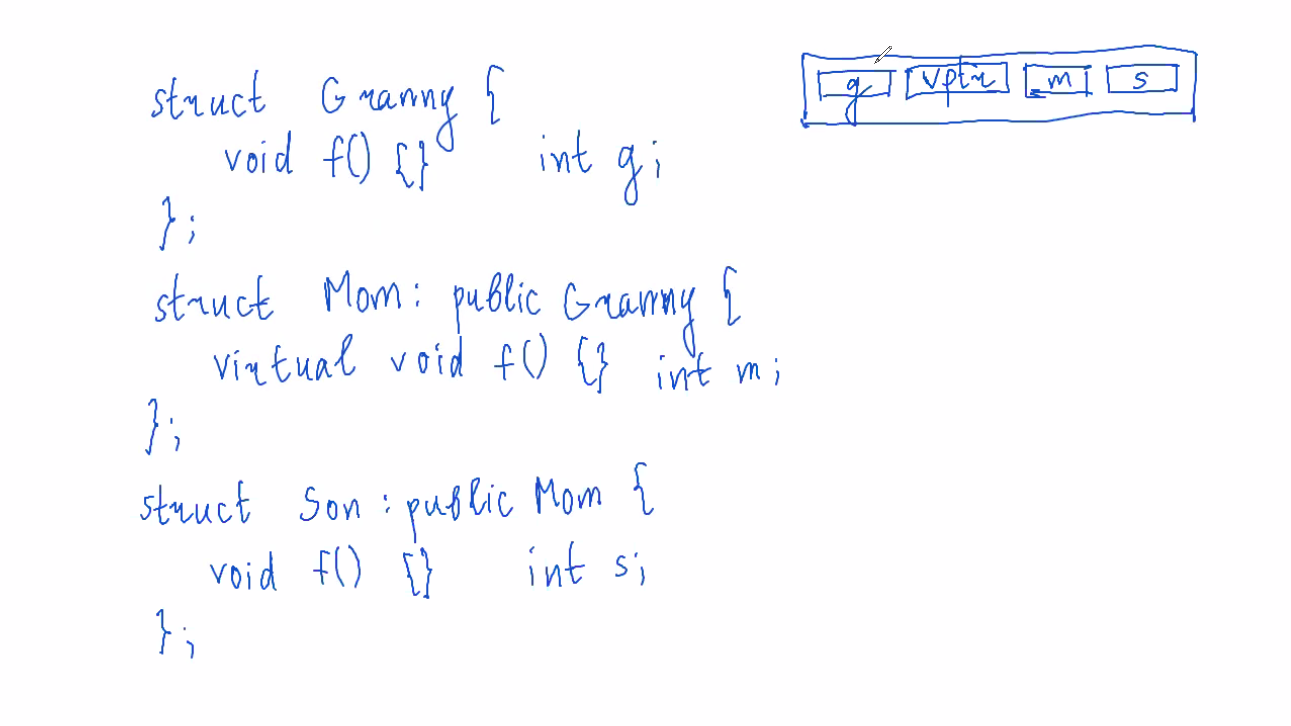 struct Granny {
g vptr m s
void f() {} int g;
};
struct Mom: public Granny {
virtual void f() {} int m;
};
struct Son: public Mom {
void f() {} int s;
};